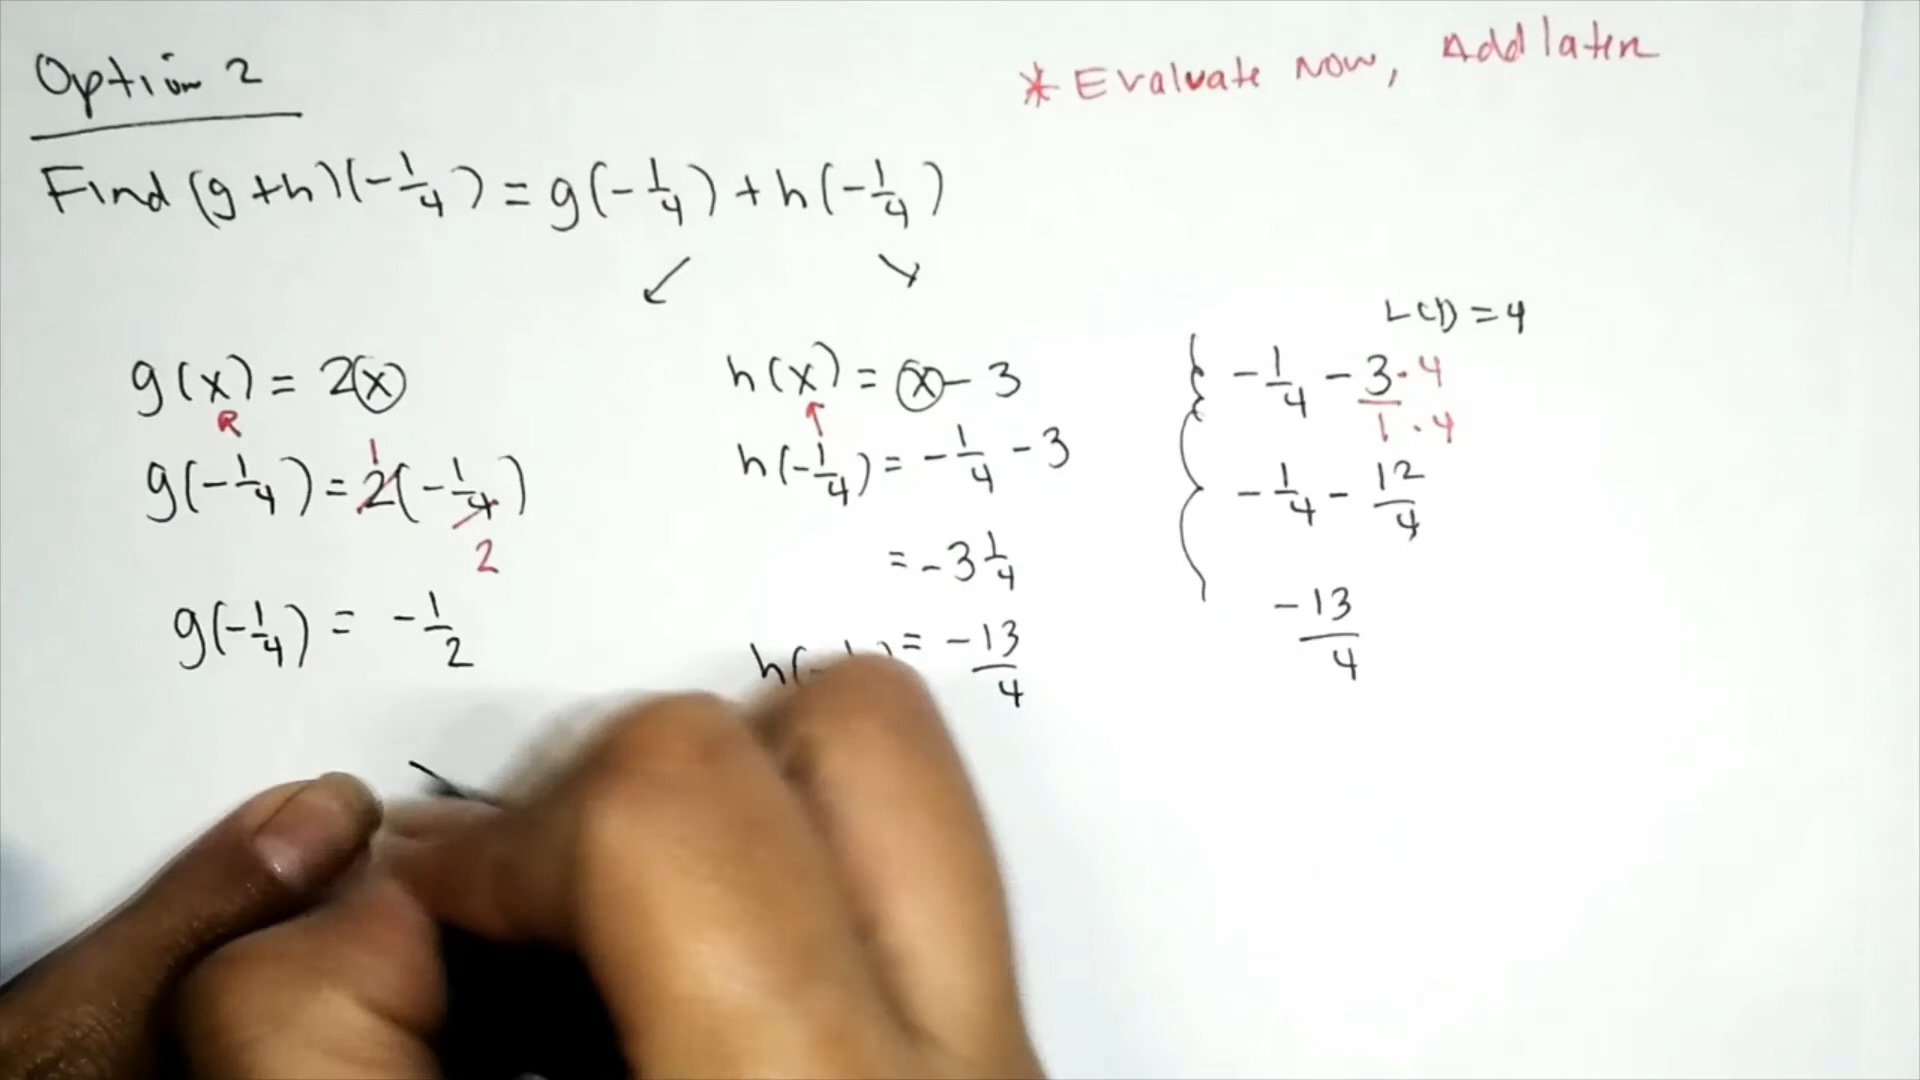 Option 2
* Evaluate now, Add later
Find (g+h)(-1/4) = g(-1/4) + h(-1/4)
↙ ↘
g(x) = 2(x)
g(-1/4) = 2(-1/4)
1
2
g(-1/4) = -1/2
h(x) = (x) - 3
h(-1/4) = -1/4 - 3
= -3 1/4
= -13/4
LCD = 4
-1/4 - 3·4/1·4
-1/4 - 12/4
-13/4